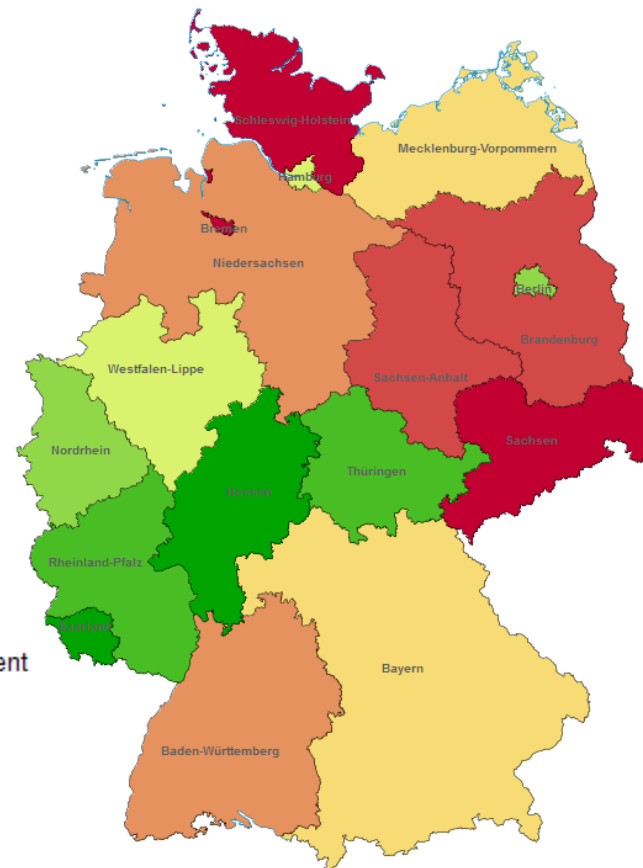 Schleswig-Holstein
Mecklenburg-Vorpommern
Hamburg
Bremen
Niedersachsen
Berlin
Brandenburg
Westfalen-Lippe
Sachsen-Anhalt
Sachsen
Nordrhein
Hessen
Thüringen
Rheinland-Pfalz
Saarland
ent
Bayern
Baden-Württemberg